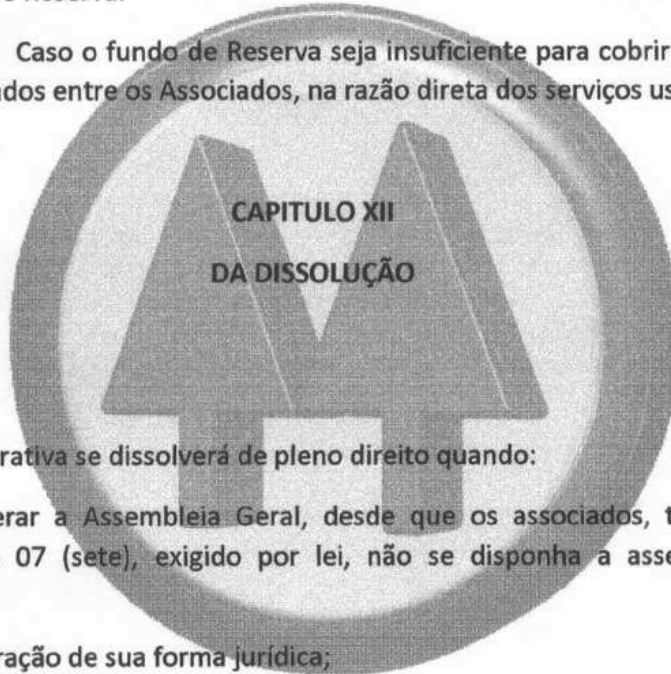 Caso o fundo de Reserva seja insuficiente para cobrir
ados entre os Associados, na razão direta dos serviços us
CAPITULO XII
DA DISSOLUÇÃO
rativa se dissolverá de pleno direito quando:
erar a Assembleia Geral, desde que os associados, t
07 (sete), exigido por lei, não se disponha a asse
ração de sua forma jurídica;